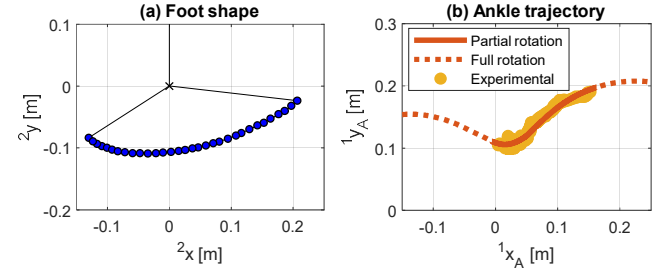 (a) Foot shape
0.1
0
-0.1
-0.2
-0.1
0
0.1
0.2
²y [m]
²x [m]
(b) Ankle trajectory
Partial rotation
Full rotation
Experimental
0.3
0.2
0.1
0
-0.1
0
0.1
0.2
¹y_A [m]
¹x_A [m]